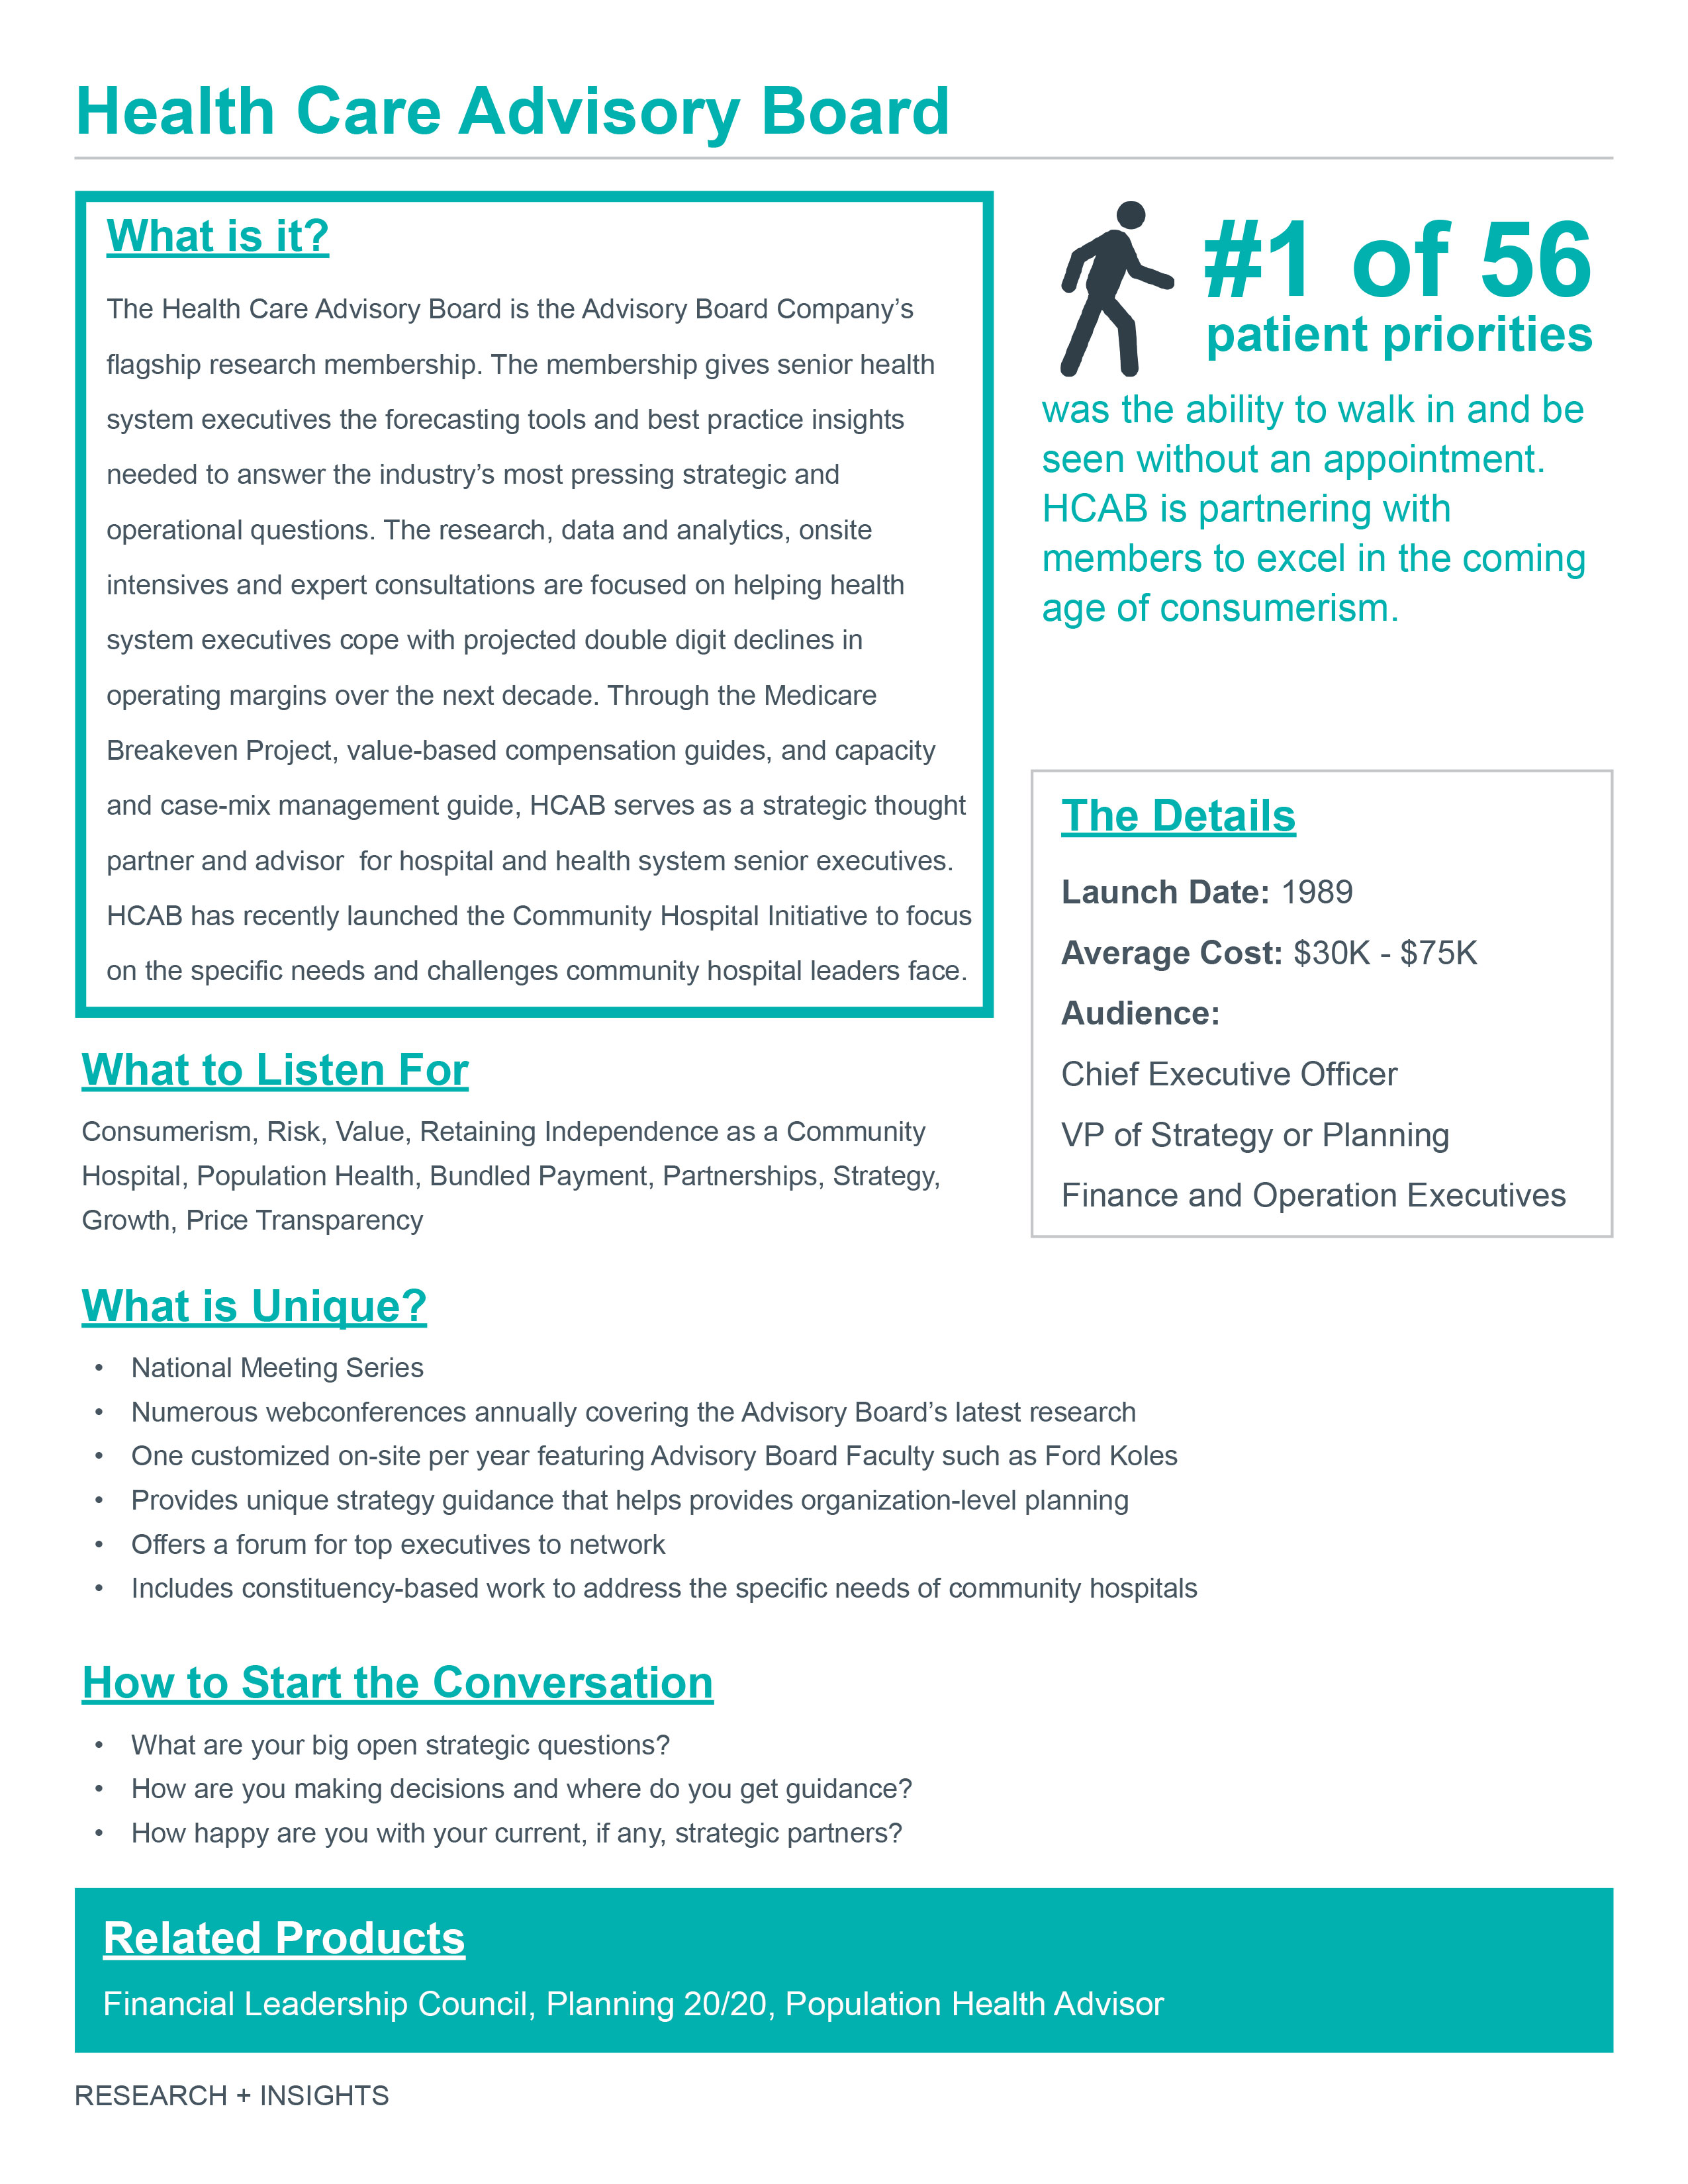 Health Care Advisory Board
What is it?
The Health Care Advisory Board is the Advisory Board Company’s
flagship research membership. The membership gives senior health
system executives the forecasting tools and best practice insights
needed to answer the industry’s most pressing strategic and
operational questions. The research, data and analytics, onsite
intensives and expert consultations are focused on helping health
system executives cope with projected double digit declines in
operating margins over the next decade. Through the Medicare
Breakeven Project, value-based compensation guides, and capacity
and case-mix management guide, HCAB serves as a strategic thought
partner and advisor  for hospital and health system senior executives.
HCAB has recently launched the Community Hospital Initiative to focus
on the specific needs and challenges community hospital leaders face.
#1 of 56
patient priorities
was the ability to walk in and be
seen without an appointment.
HCAB is partnering with
members to excel in the coming
age of consumerism.
The Details
Launch Date: 1989
Average Cost: $30K - $75K
Audience:
Chief Executive Officer
VP of Strategy or Planning
Finance and Operation Executives
What to Listen For
Consumerism, Risk, Value, Retaining Independence as a Community
Hospital, Population Health, Bundled Payment, Partnerships, Strategy,
Growth, Price Transparency
What is Unique?
• National Meeting Series
• Numerous webconferences annually covering the Advisory Board’s latest research
• One customized on-site per year featuring Advisory Board Faculty such as Ford Koles
• Provides unique strategy guidance that helps provides organization-level planning
• Offers a forum for top executives to network
• Includes constituency-based work to address the specific needs of community hospitals
How to Start the Conversation
• What are your big open strategic questions?
• How are you making decisions and where do you get guidance?
• How happy are you with your current, if any, strategic partners?
Related Products
Financial Leadership Council, Planning 20/20, Population Health Advisor
RESEARCH + INSIGHTS